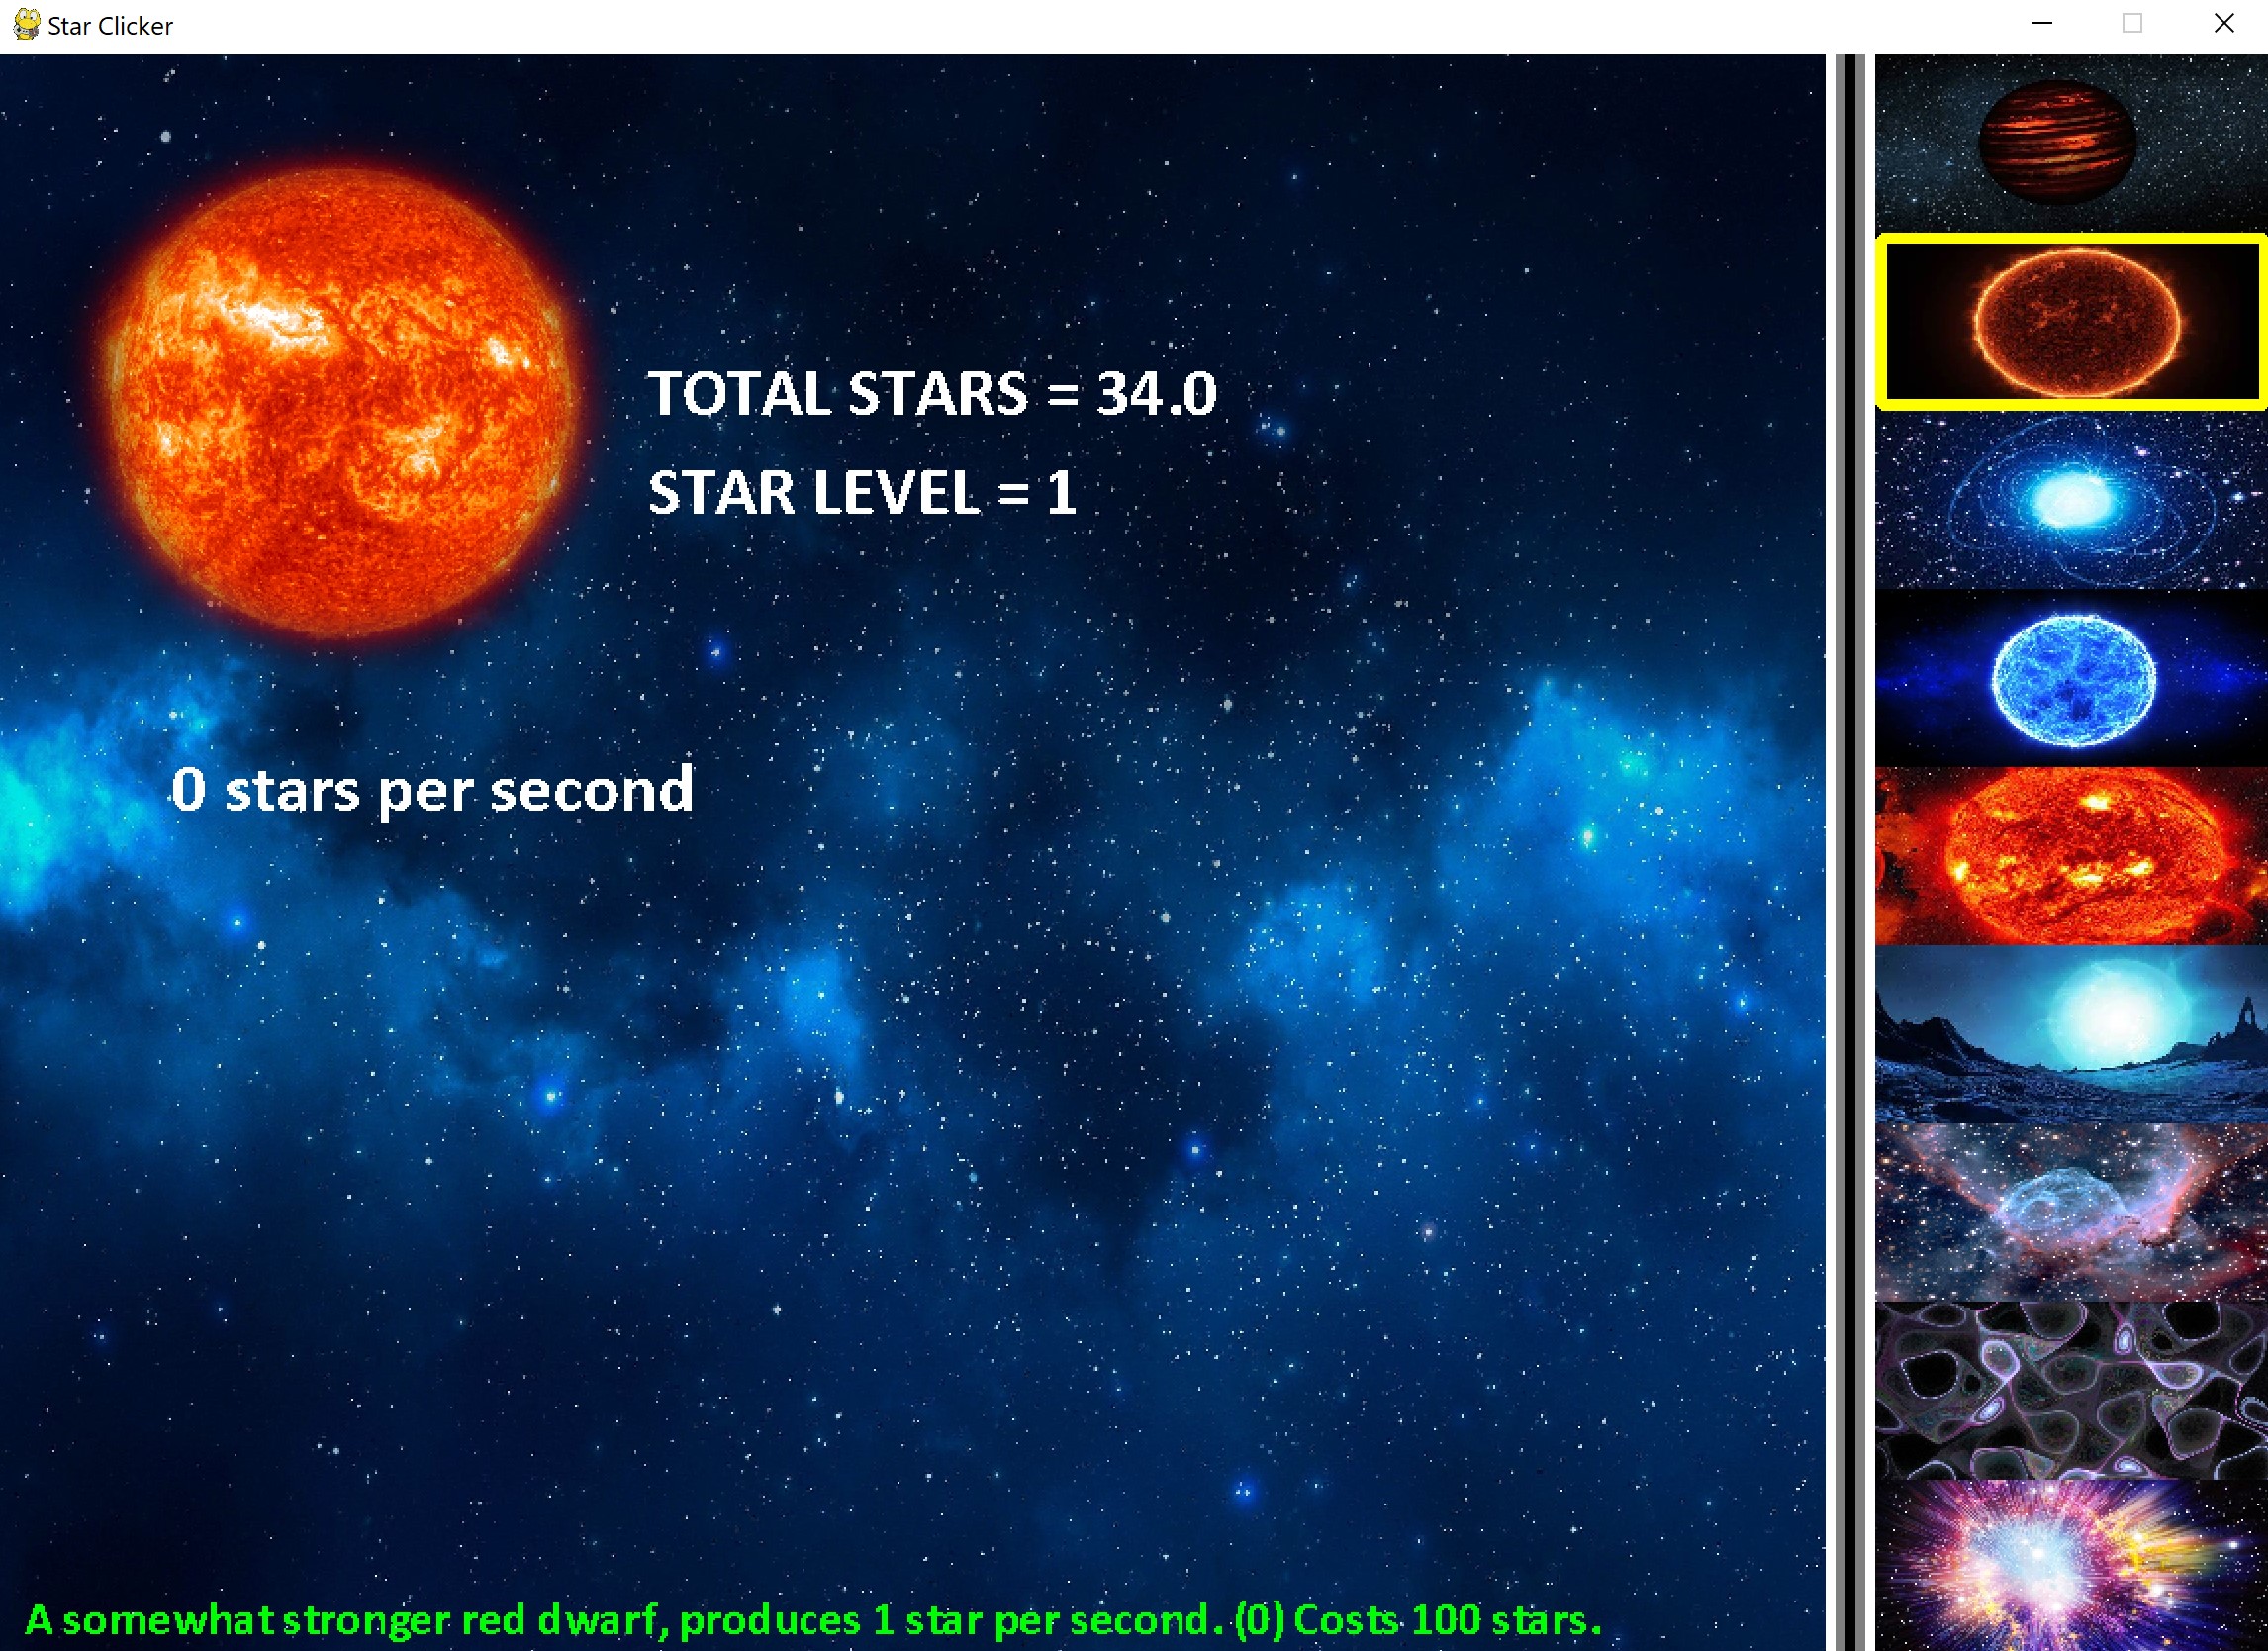 Star Clicker
TOTAL STARS = 34.0
STAR LEVEL = 1
0 stars per second
A somewhat stronger red dwarf, produces 1 star per second. (0) Costs 100 stars.